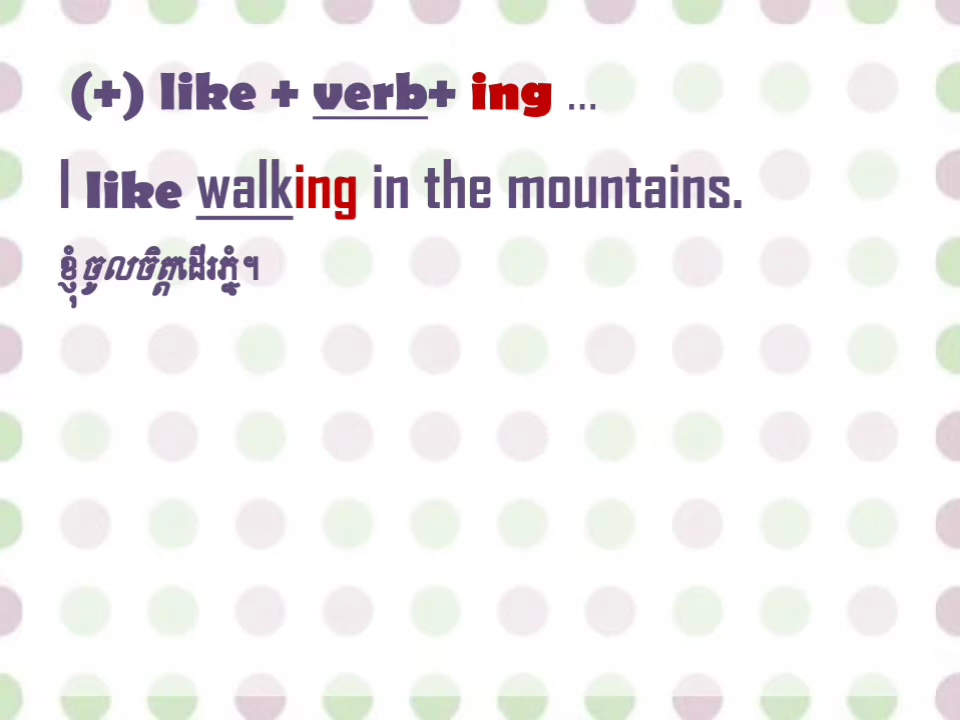 (+) like + verb+ ing ...
I like walking in the mountains.
ខ្ញុំចូលចិត្តដើរភ្នំ។